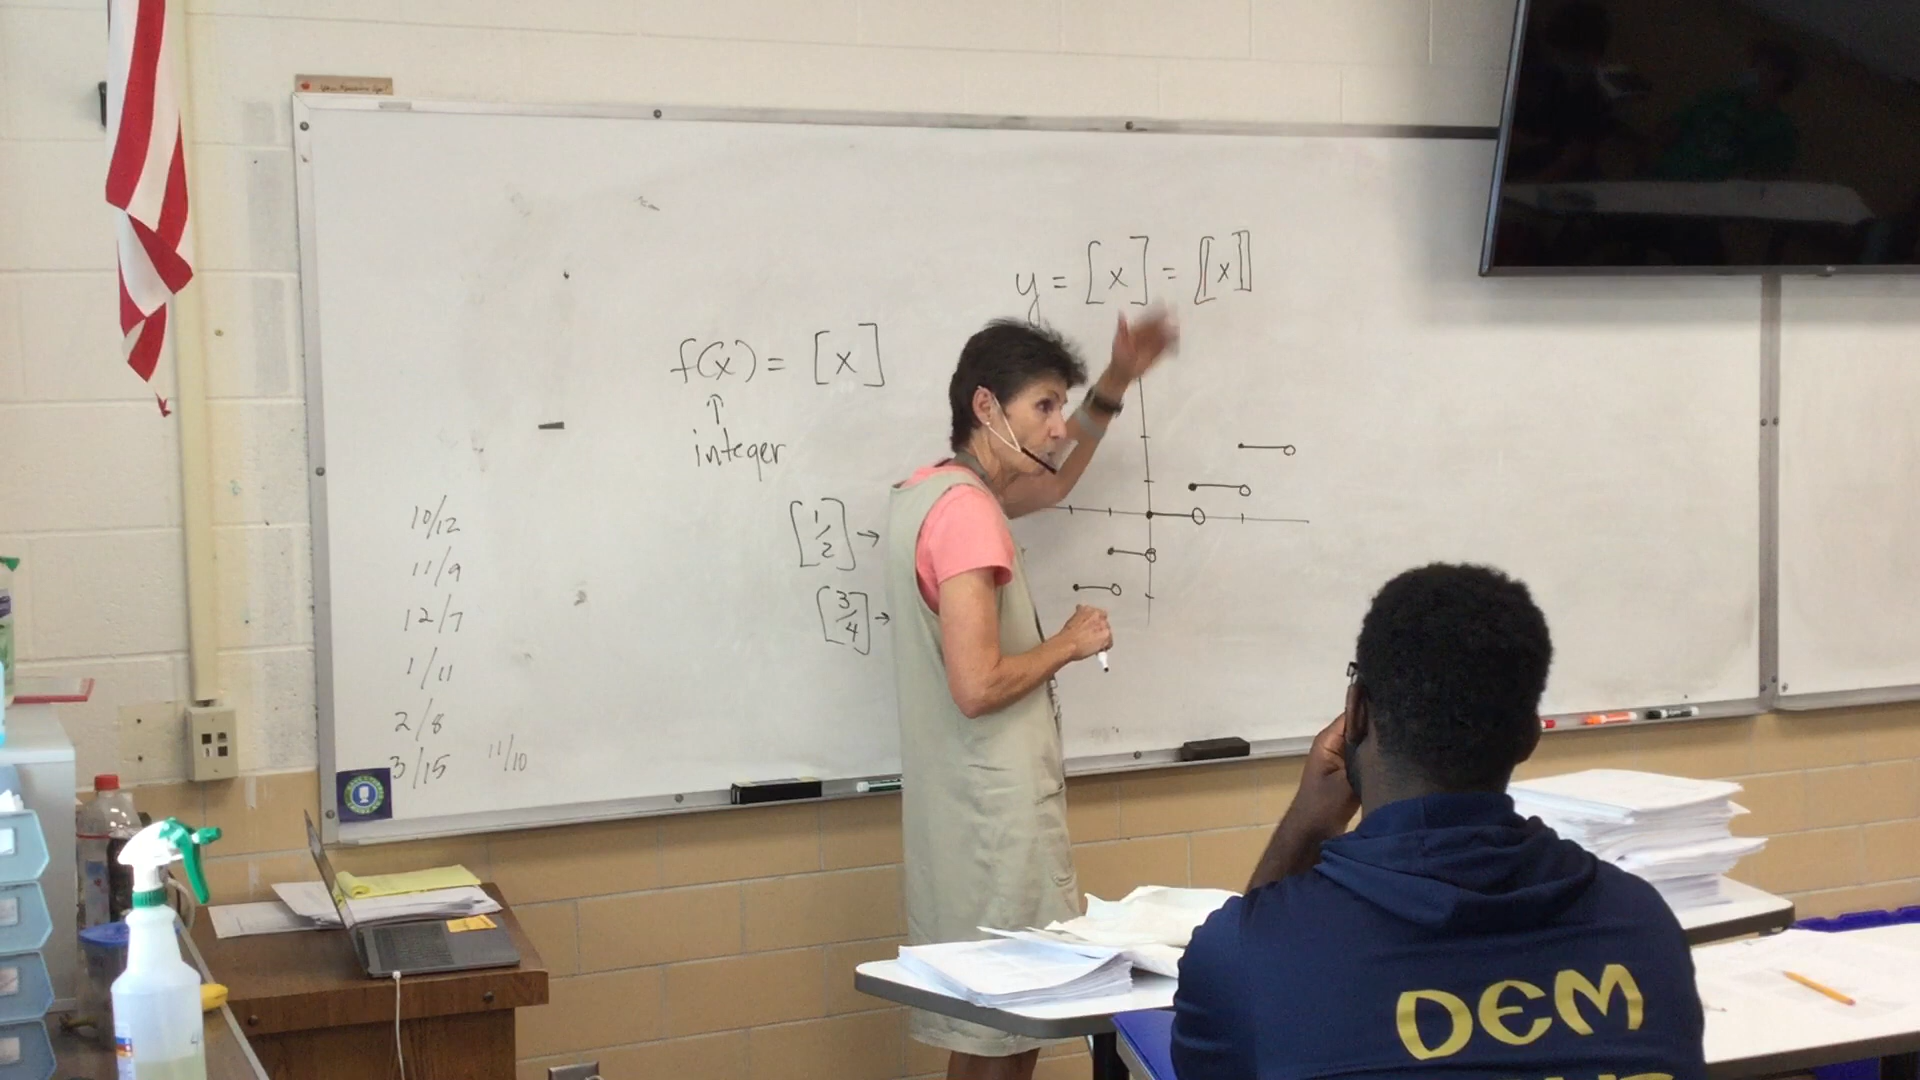 y = [x] = [[x]]
f(x) = [x]
↑
integer
[1/2] →
[3/4] →
10/12
11/9
12/7
1/11
2/8
3/15 11/10
DEM